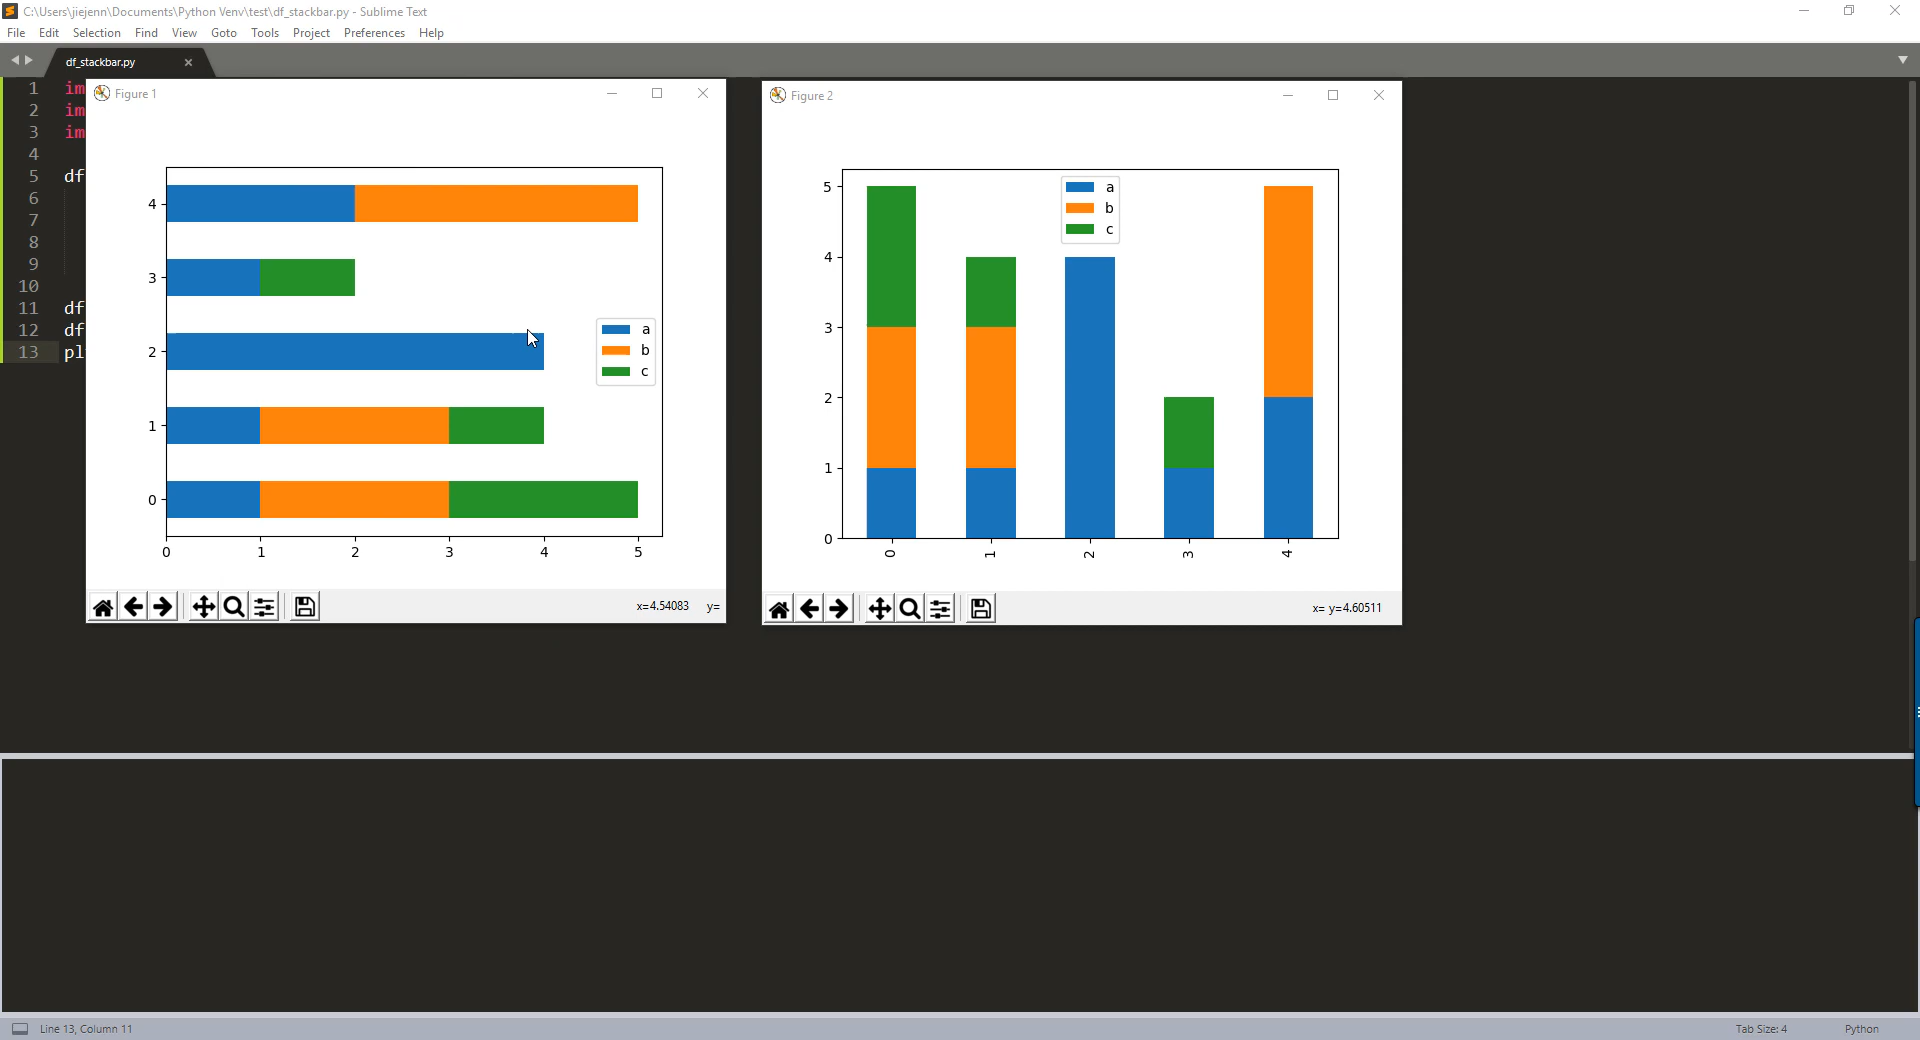 C:\Users\jiejenn\Documents\Python Venv\test\df_stackbar.py - Sublime Text
File Edit Selection Find View Goto Tools Project Preferences Help
df_stackbar.py
1 im
2 im
3 im
4
5 df
6
7
8
9
10
11 df
12 df
13 pl
Figure 1
4
3
2
1
0
0 1 2 3 4 5
a
b
c
x=4.54083 y=
Figure 2
5
4
3
2
1
0
0 1 2 3 4
a
b
c
x= y=4.60511
Line 13, Column 11
Tab Size: 4
Python